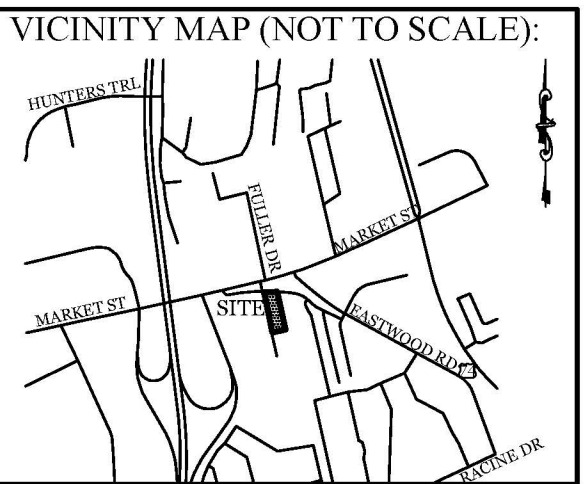 VICINITY MAP (NOT TO SCALE):
HUNTERS TRL
FULLER DR
MARKET ST
MARKET ST
SITE
EASTWOOD RD
74
RACINE DR